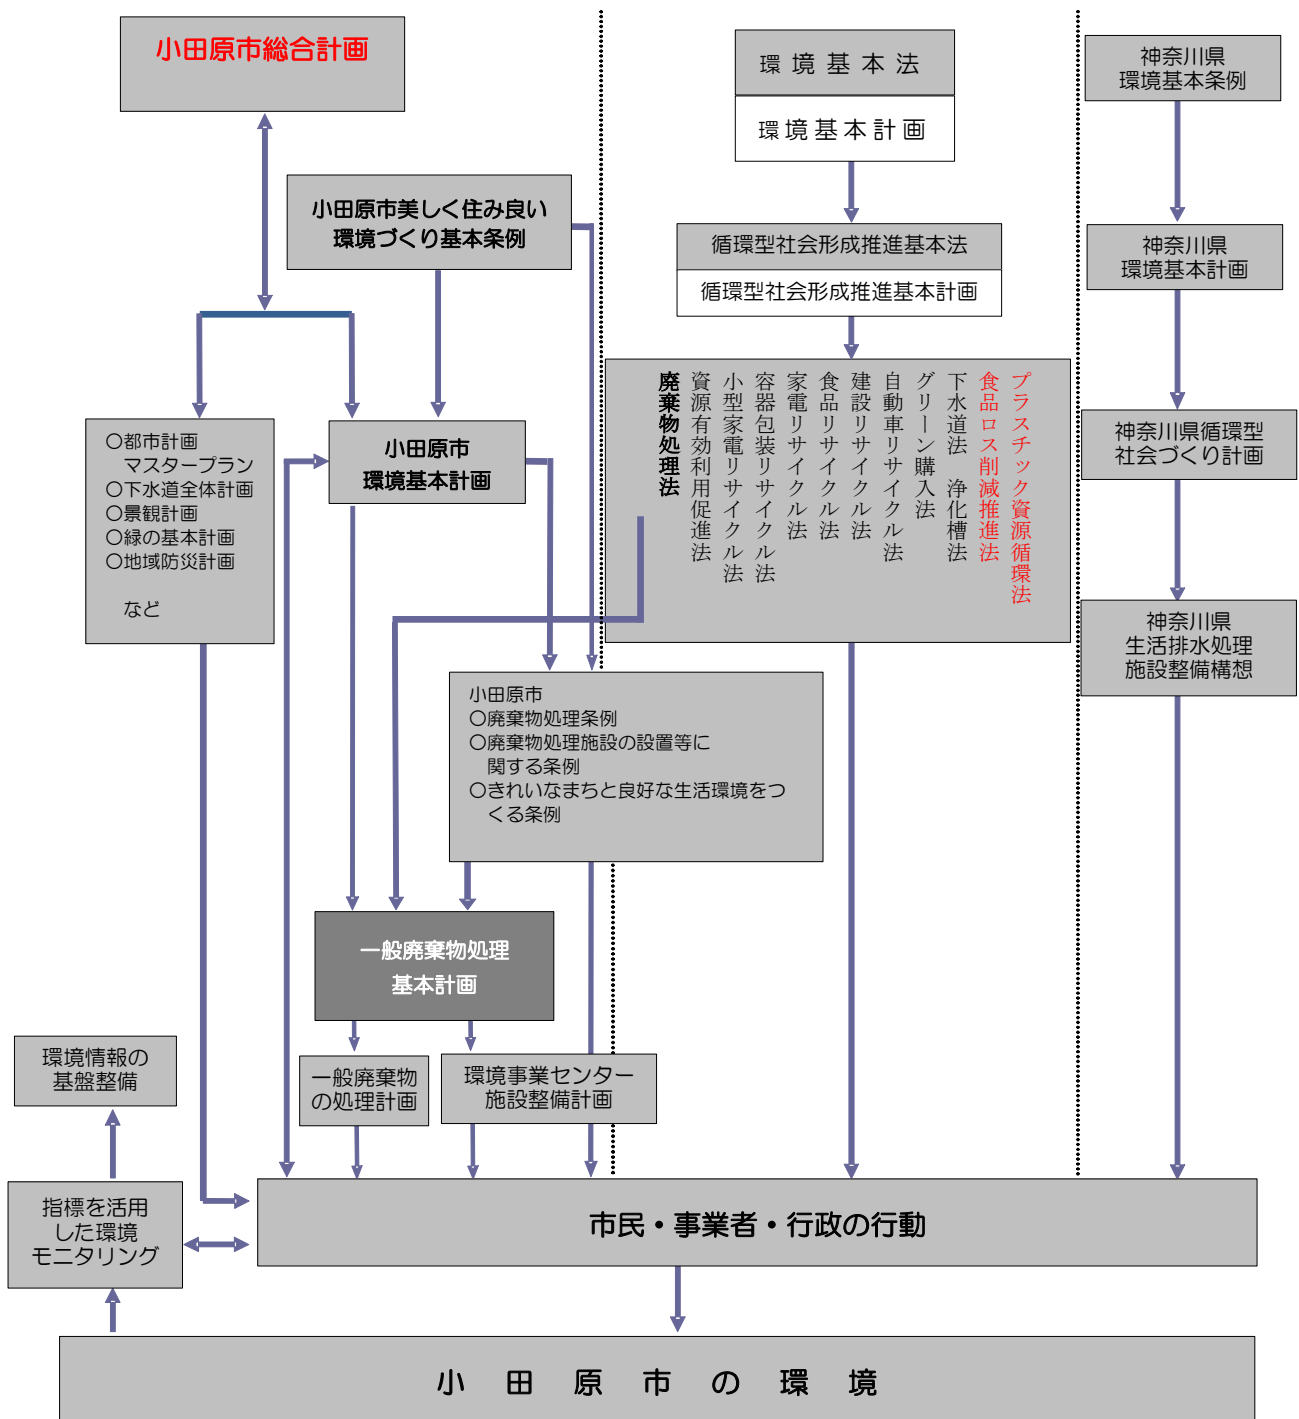 小田原市総合計画
小田原市美しく住み良い
環境づくり基本条例
○都市計画
マスタープラン
○下水道全体計画
○景観計画
○緑の基本計画
○地域防災計画
など
小田原市
環境基本計画
環境基本法
環境基本計画
循環型社会形成推進基本法
循環型社会形成推進基本計画
プラスチック資源循環法
食品ロス削減推進法
下水道法　浄化槽法
グリーン購入法
自動車リサイクル法
建設リサイクル法
食品リサイクル法
家電リサイクル法
容器包装リサイクル法
小型家電リサイクル法
資源有効利用促進法
廃棄物処理法
神奈川県
環境基本条例
神奈川県
環境基本計画
神奈川県循環型
社会づくり計画
神奈川県
生活排水処理
施設整備構想
小田原市
○廃棄物処理条例
○廃棄物処理施設の設置等に
関する条例
○きれいなまちと良好な生活環境をつ
くる条例
一般廃棄物処理
基本計画
一般廃棄物
の処理計画
環境事業センター
施設整備計画
環境情報の
基盤整備
指標を活用
した環境
モニタリング
市民・事業者・行政の行動
小田原市の環境